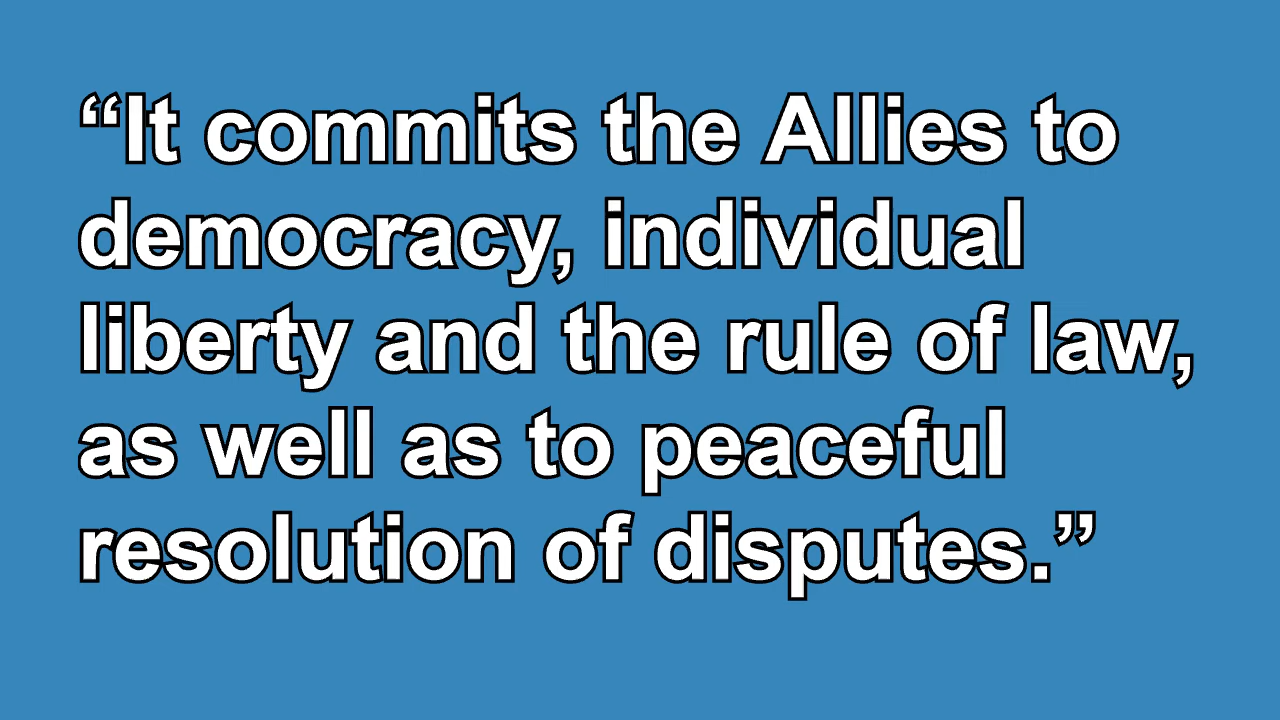 “It commits the Allies to
democracy, individual
liberty and the rule of law,
as well as to peaceful
resolution of disputes.”